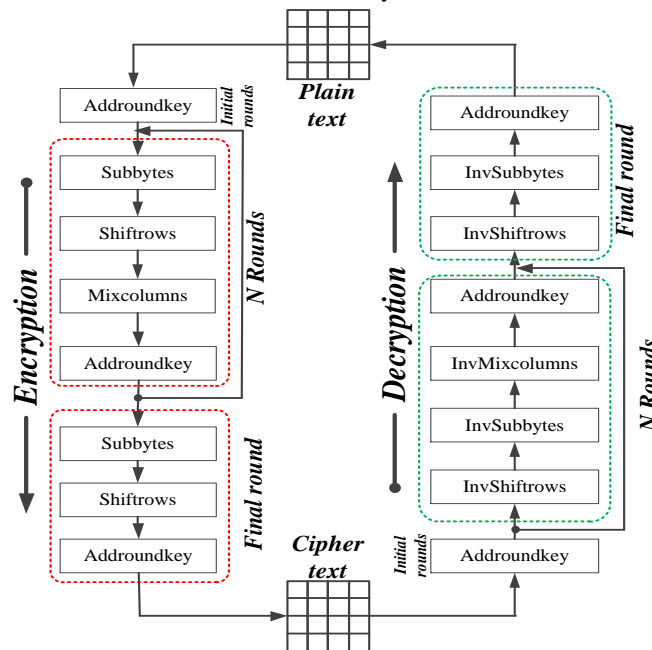 Plain
text
Addroundkey
Initial
rounds
Subbytes
Shiftrows
Mixcolumns
Addroundkey
N Rounds
Encryption
Subbytes
Shiftrows
Addroundkey
Final round
Cipher
text
Addroundkey
InvSubbytes
InvShiftrows
Final round
Addroundkey
InvMixcolumns
InvSubbytes
InvShiftrows
N Rounds
Decryption
Initial
rounds
Addroundkey